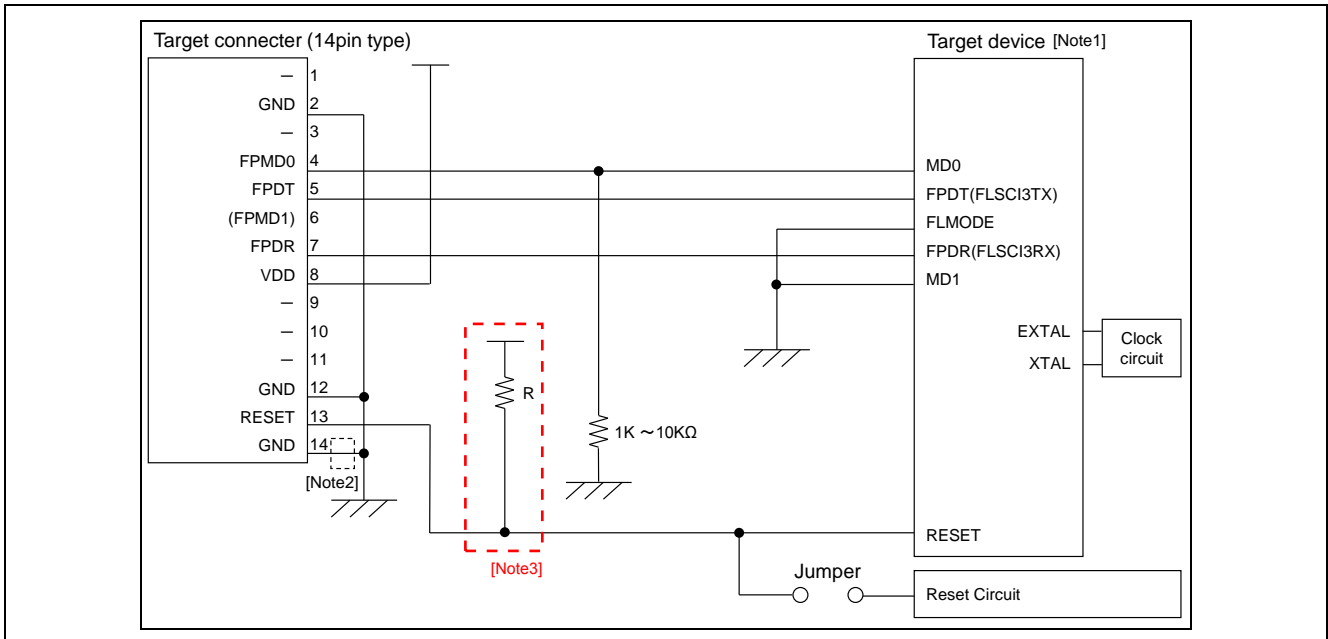 Target connecter (14pin type)
Target device [Note1]
– 1
GND 2
– 3
FPMD0 4
FPDT 5
(FPMD1) 6
FPDR 7
VDD 8
– 9
– 10
– 11
GND 12
RESET 13
GND 14
[Note2]
R
[Note3]
1K ～10KΩ
MD0
FPDT(FLSCI3TX)
FLMODE
FPDR(FLSCI3RX)
MD1
EXTAL
XTAL
Clock
circuit
RESET
Jumper
Reset Circuit